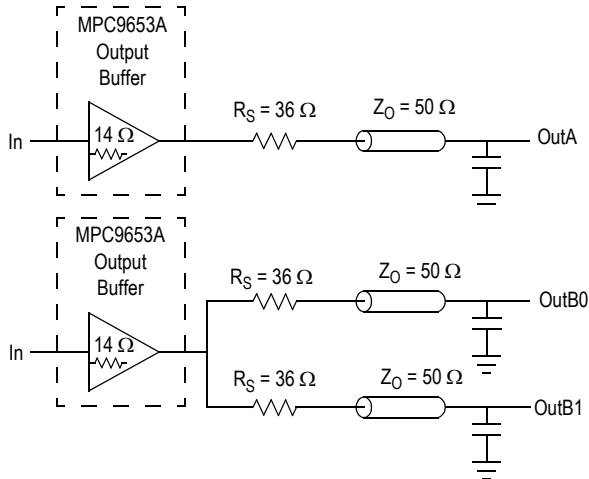 MPC9653A
Output
Buffer
In
14 Ω
R_S = 36 Ω
Z_O = 50 Ω
OutA
MPC9653A
Output
Buffer
In
14 Ω
R_S = 36 Ω
Z_O = 50 Ω
OutB0
R_S = 36 Ω
Z_O = 50 Ω
OutB1